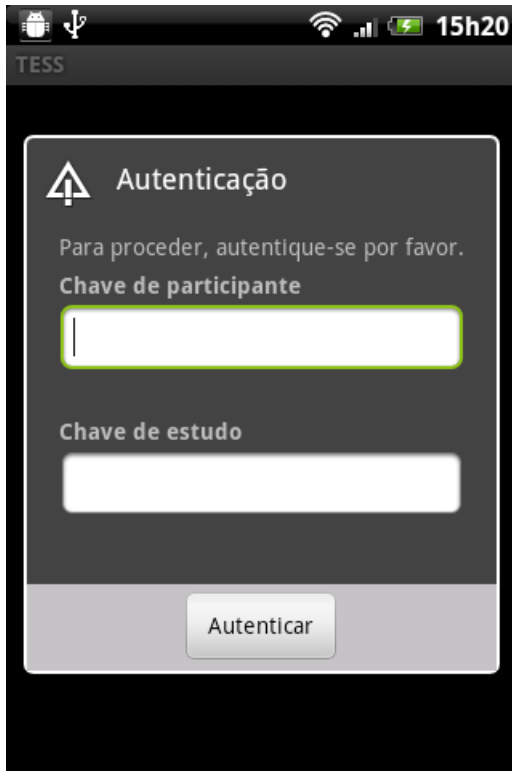 15h20
TESS
Autenticação
Para proceder, autentique-se por favor.
Chave de participante
Chave de estudo
Autenticar